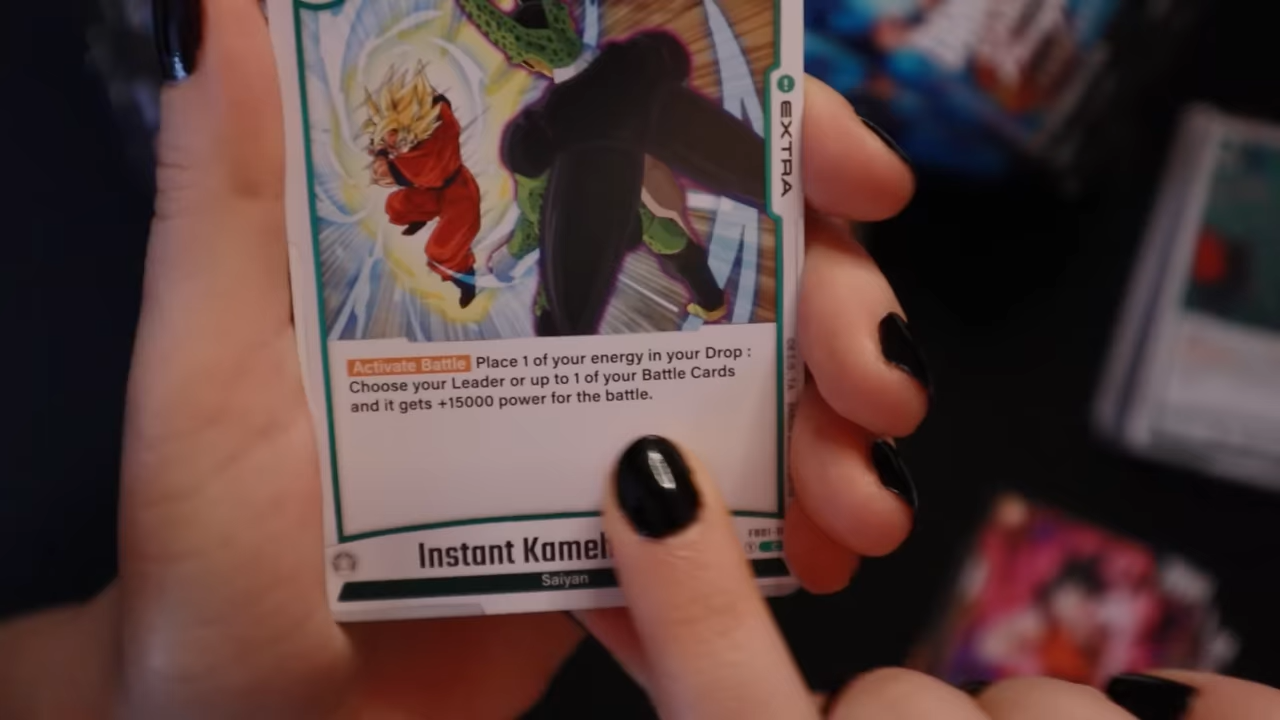 EXTRA
Activate Battle Place 1 of your energy in your Drop :
Choose your Leader or up to 1 of your Battle Cards
and it gets +15000 power for the battle.
Instant Kameh
Saiyan